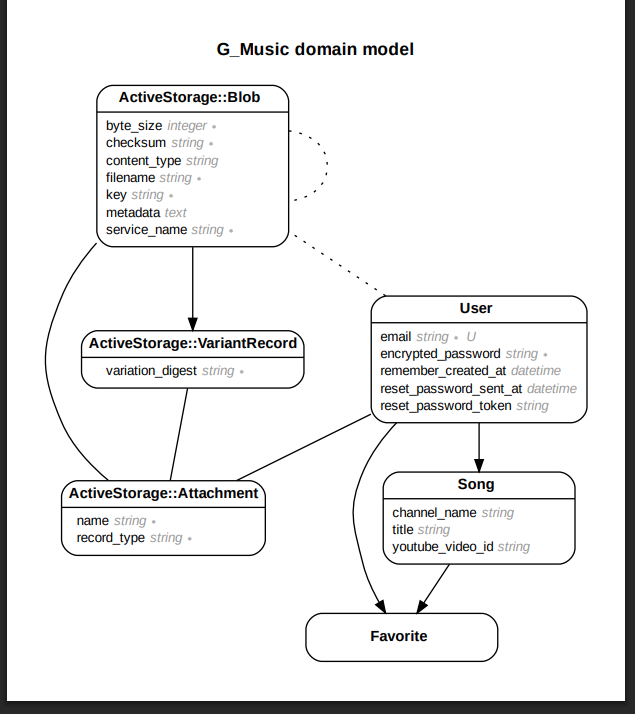 G_Music domain model
ActiveStorage::Blob
byte_size integer •
checksum string •
content_type string
filename string •
key string •
metadata text
service_name string •
User
email string • U
encrypted_password string •
remember_created_at datetime
reset_password_sent_at datetime
reset_password_token string
ActiveStorage::VariantRecord
variation_digest string •
ActiveStorage::Attachment
name string •
record_type string •
Song
channel_name string
title string
youtube_video_id string
Favorite